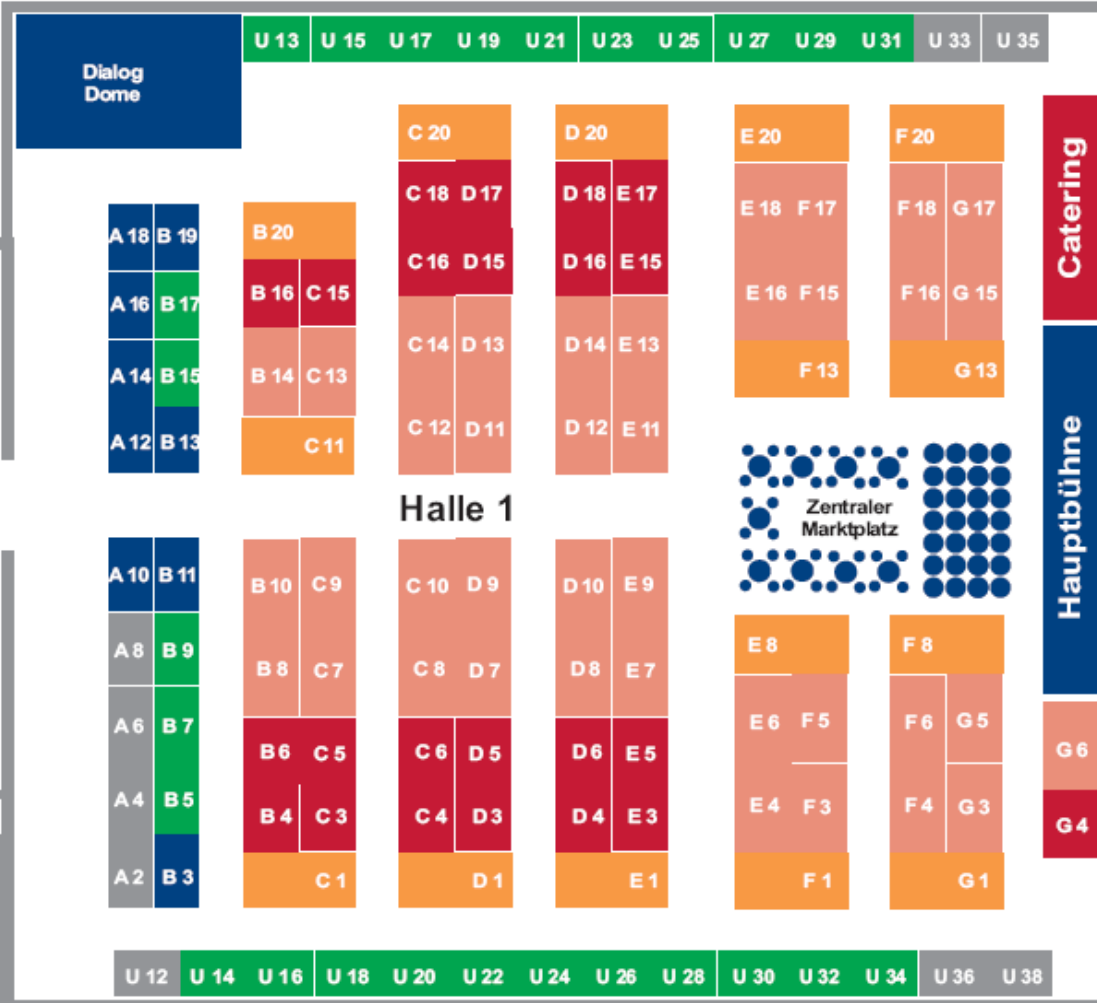 U 13 U 15 U 17 U 19 U 21 U 23 U 25 U 27 U 29 U 31 U 33 U 35
Dialog
Dome
C 20 D 20 E 20 F 20
C 18 D 17 D 18 E 17 E 18 F 17 F 18 G 17
A 18 B 19 B 20
C 16 D 15 D 16 E 15
A 16 B 17 B 16 C 15 E 16 F 15 F 16 G 15
C 14 D 13 D 14 E 13
A 14 B 15 B 14 C 13 F 13 G 13
A 12 B 13 C 11 C 12 D 11 D 12 E 11
Catering
Halle 1
Zentraler
Marktplatz
Hauptbühne
A 10 B 11 B 10 C 9 C 10 D 9 D 10 E 9
A 8 B 9 B 8 C 7 C 8 D 7 D 8 E 7 E 8 F 8
A 6 B 7 E 6 F 5 F 6 G 5
B 6 C 5 C 6 D 5 D 6 E 5 G 6
A 4 B 5 B 4 C 3 C 4 D 3 D 4 E 3 E 4 F 3 F 4 G 3 G 4
A 2 B 3 C 1 D 1 E 1 F 1 G 1
U 12 U 14 U 16 U 18 U 20 U 22 U 24 U 26 U 28 U 30 U 32 U 34 U 36 U 38